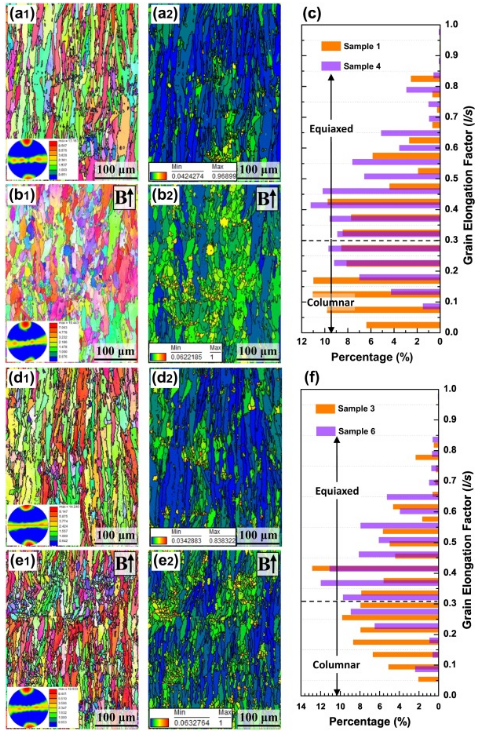 (a1)
100 µm
(a2)
Min Max
0.0424274 0.96899
100 µm
(b1)
B↑
100 µm
(b2)
B↑
0.0622185 1
100 µm
(c)
Sample 1
Sample 4
Equiaxed
Columnar
1.0
0.9
0.8
0.7
0.6
0.5
0.4
0.3
0.2
0.1
0.0
Grain Elongation Factor (l/s)
12 10 8 6 4 2 0
Percentage (%)
(d1)
100 µm
(d2)
Min Max
0.0342883 0.838322
100 µm
(e1)
B↑
100 µm
(e2)
B↑
Min Max
0.0632764 1
100 µm
(f)
Sample 3
Sample 6
Equiaxed
Columnar
1.0
0.9
0.8
0.7
0.6
0.5
0.4
0.3
0.2
0.1
0.0
Grain Elongation Factor (l/s)
14 12 10 8 6 4 2 0
Percentage (%)